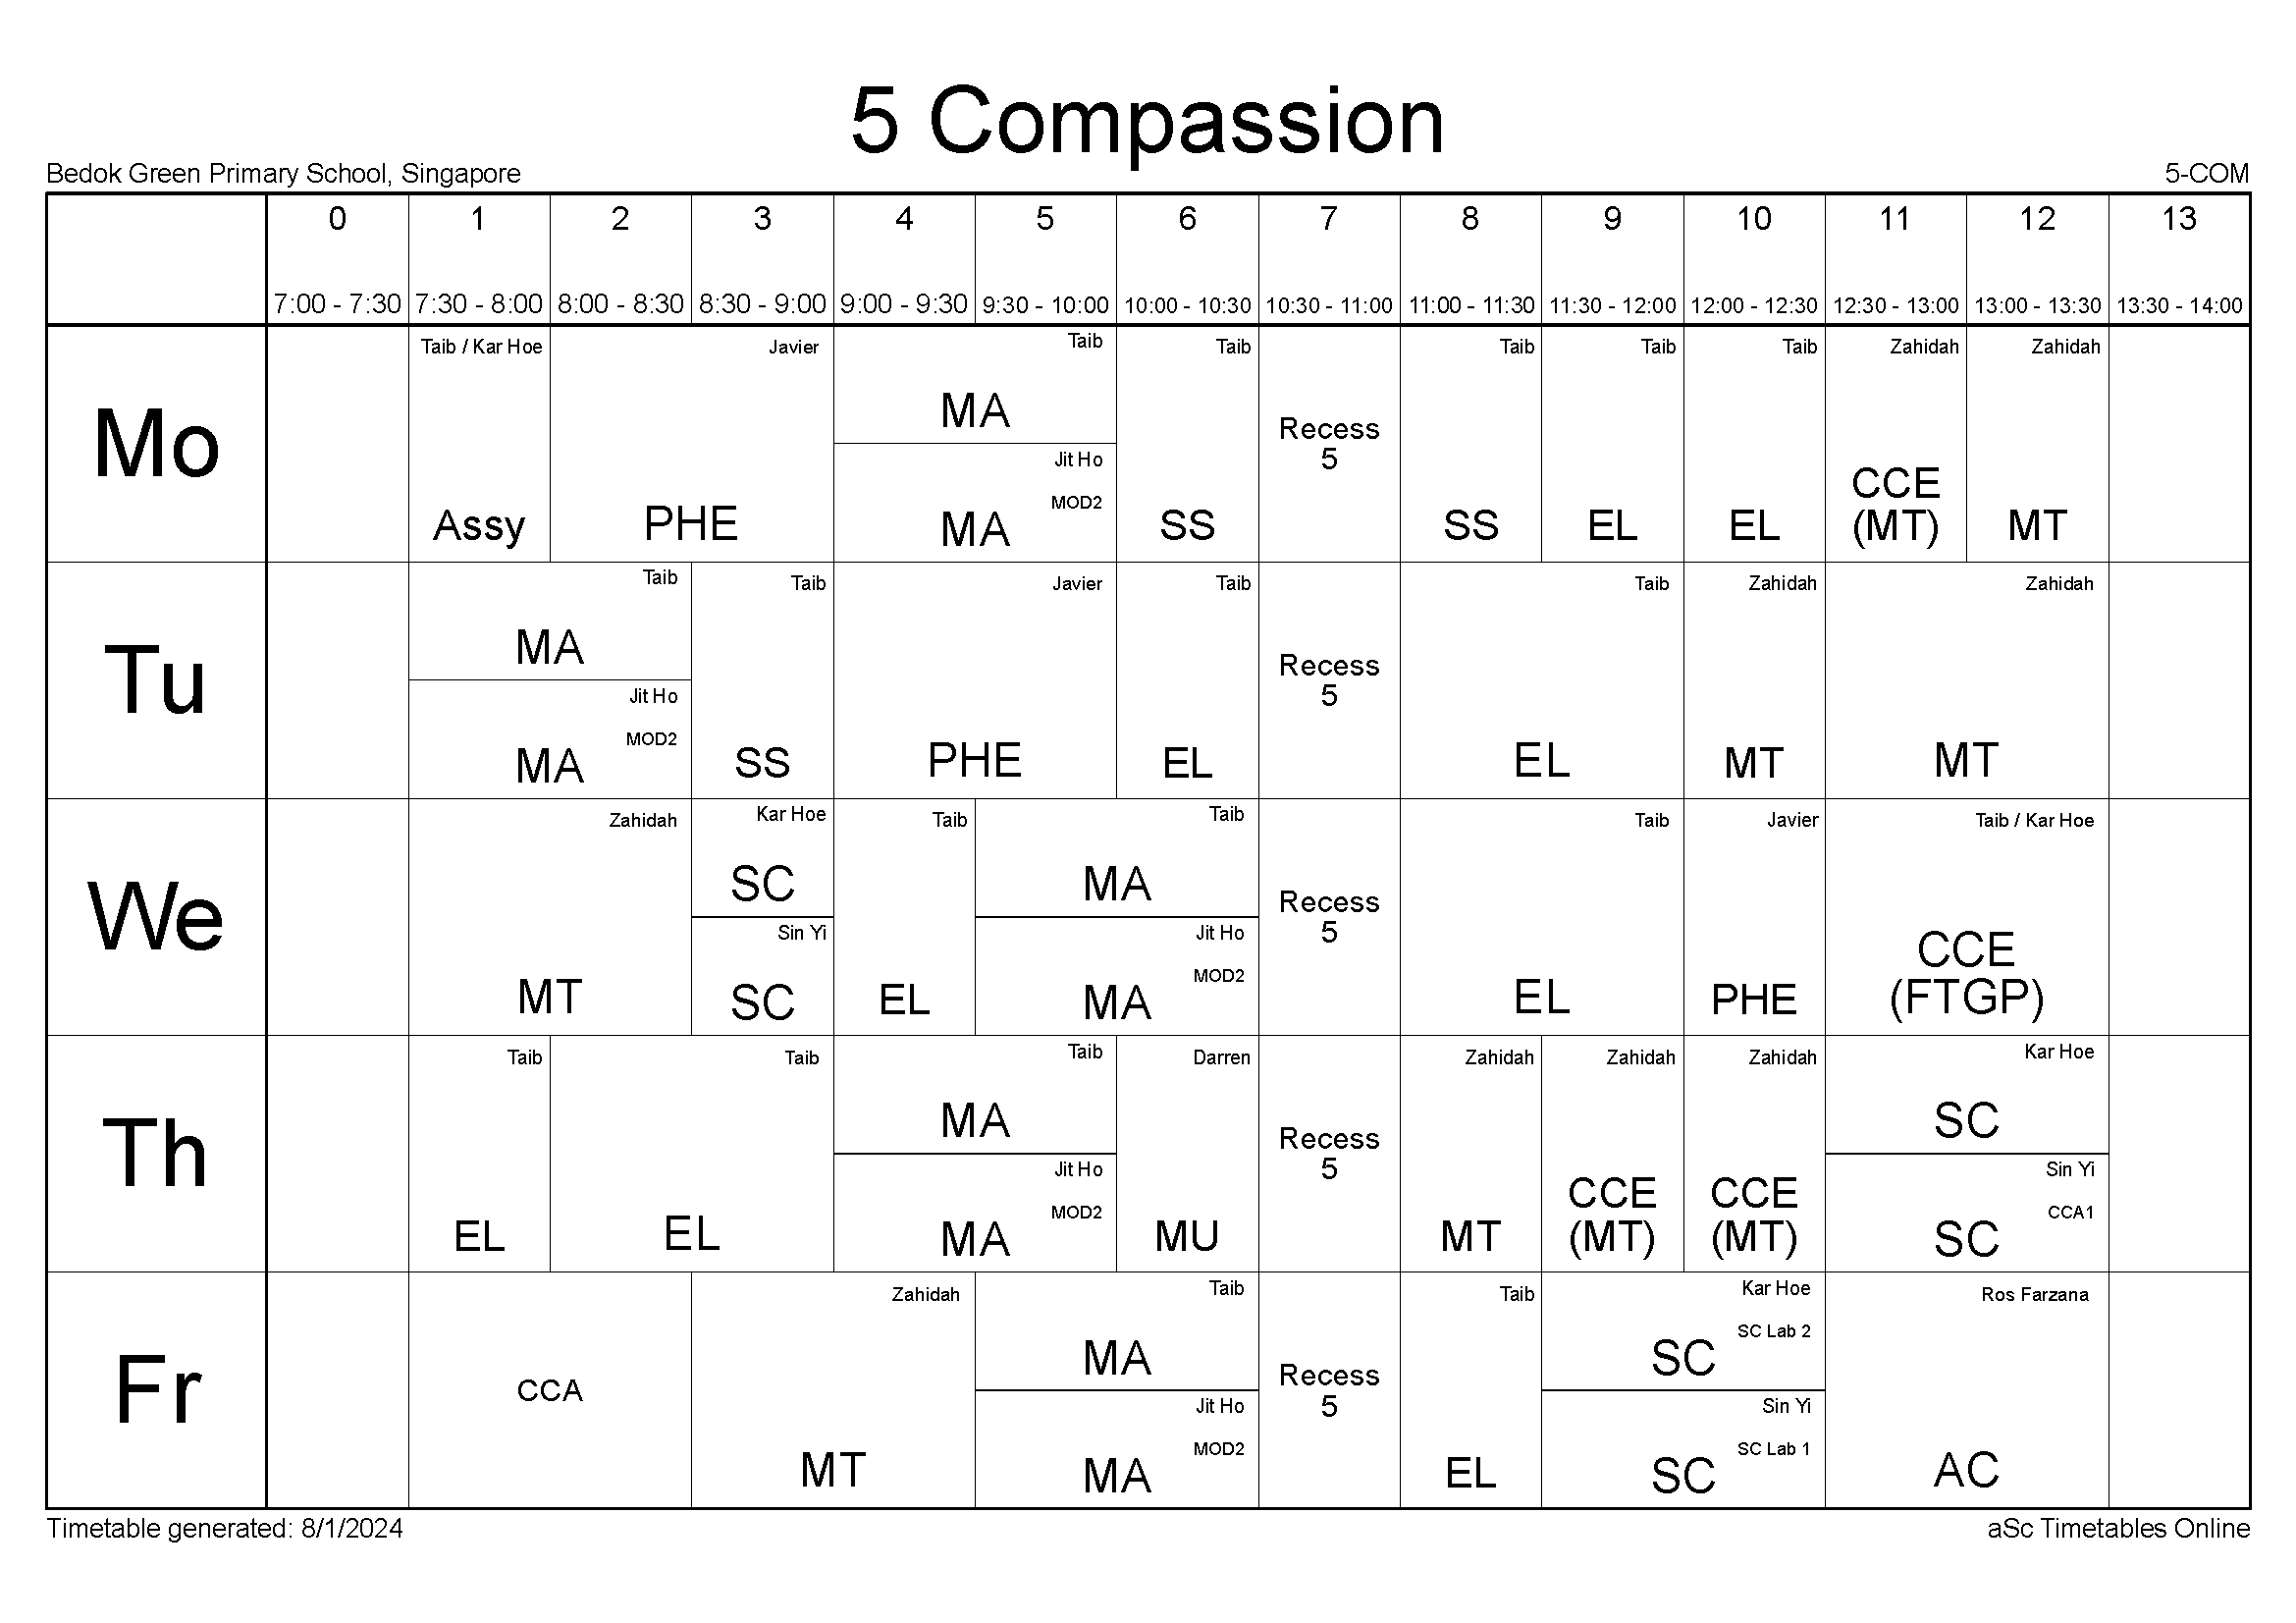 5 Compassion
Bedok Green Primary School, Singapore 5-COM
0 1 2 3 4 5 6 7 8 9 10 11 12 13
7:00 - 7:30 7:30 - 8:00 8:00 - 8:30 8:30 - 9:00 9:00 - 9:30 9:30 - 10:00 10:00 - 10:30 10:30 - 11:00 11:00 - 11:30 11:30 - 12:00 12:00 - 12:30 12:30 - 13:00 13:00 - 13:30 13:30 - 14:00
Mo
Taib / Kar Hoe
Assy
Javier
PHE
Taib
MA
Jit Ho
MOD2
MA
Taib
SS
Recess
5
Taib
SS
Taib
EL
Taib
EL
Zahidah
CCE
(MT)
Zahidah
MT
Tu
Taib
MA
Jit Ho
MOD2
MA
Taib
SS
Javier
PHE
Taib
EL
Recess
5
Taib
EL
Zahidah
MT
Zahidah
MT
We
Zahidah
MT
Kar Hoe
SC
Sin Yi
SC
Taib
EL
Taib
MA
Jit Ho
MOD2
MA
Recess
5
Taib
EL
Javier
PHE
Taib / Kar Hoe
CCE
(FTGP)
Th
Taib
EL
Taib
EL
Taib
MA
Jit Ho
MOD2
MA
Darren
MU
Recess
5
Zahidah
MT
Zahidah
CCE
(MT)
Zahidah
CCE
(MT)
Kar Hoe
SC
Sin Yi
CCA1
SC
Fr
CCA
Zahidah
MT
Taib
MA
Jit Ho
MOD2
MA
Recess
5
Taib
EL
Kar Hoe
SC Lab 2
SC
Sin Yi
SC Lab 1
SC
Ros Farzana
AC
Timetable generated: 8/1/2024 aSc Timetables Online